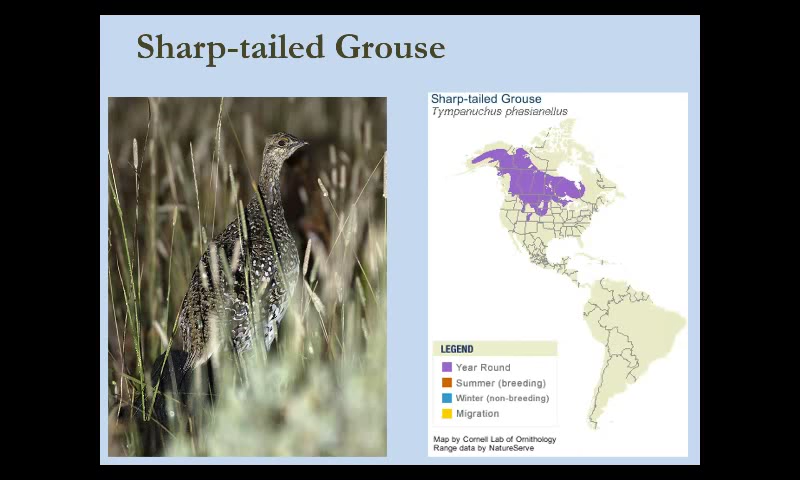 Sharp-tailed Grouse
Sharp-tailed Grouse
Tympanuchus phasianellus
LEGEND
Year Round
Summer (breeding)
Winter (non-breeding)
Migration
Map by Cornell Lab of Ornithology
Range data by NatureServe